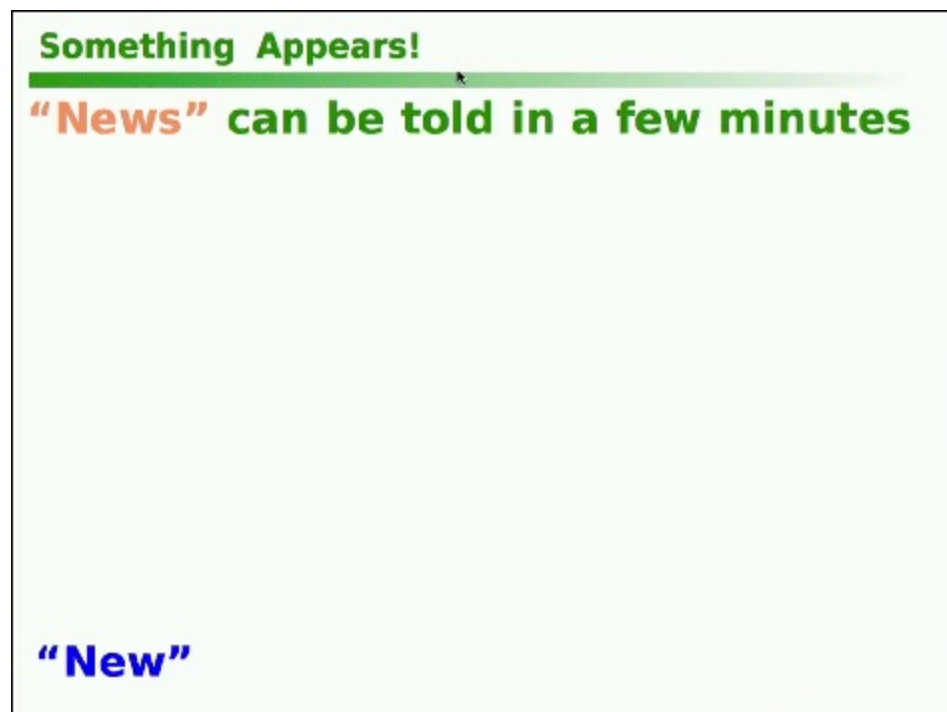 Something Appears!
“News” can be told in a few minutes
“New”